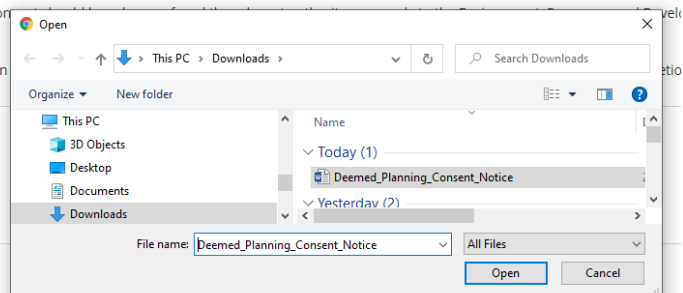 Open
This PC > Downloads >
Search Downloads
Organize
New folder
This PC
3D Objects
Desktop
Documents
Downloads
Name
Today (1)
Deemed_Planning_Consent_Notice
Yesterday (2)
File name: Deemed_Planning_Consent_Notice
All Files
Open
Cancel